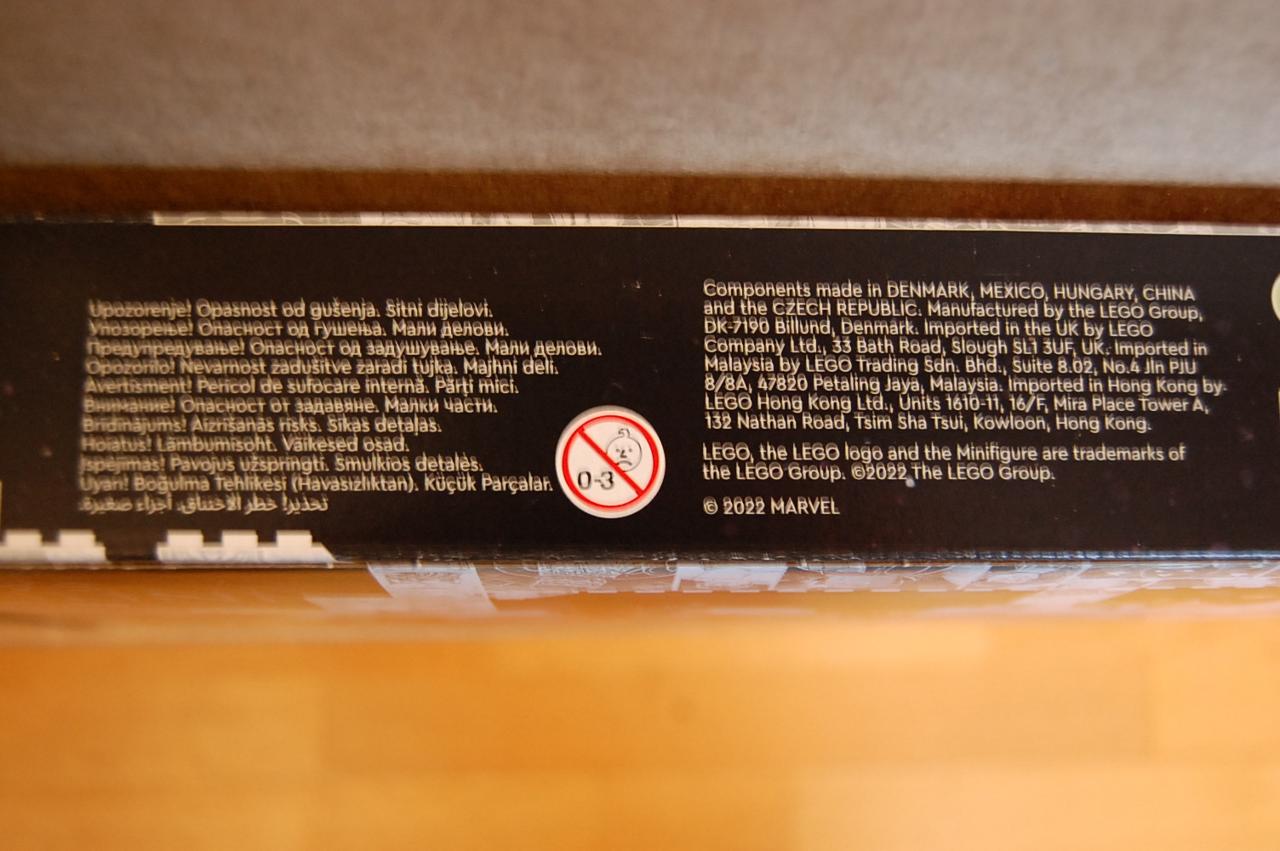 Upozorenje! Opasnost od gušenja. Sitni dijelovi.
Упозорење! Опасност од гушења. Мали делови.
Предупредување! Опасност од задушување. Мали делови.
Opozorilo! Nevarnost zadušitve zaradi tujka. Majhni deli.
Avertisment! Pericol de sufocare internă. Părți mici.
Внимание! Опасност от задавяне. Малки части.
Brīdinājums! Aizrīšanās risks. Sīkas detaļas.
Hoiatus! Lämbumisoht. Väikesed osad.
Įspėjimas! Pavojus užspringti. Smulkios detalės.
Uyarı! Boğulma Tehlikesi (Havasızlıktan). Küçük Parçalar.
تحذير! خطر الاختناق. أجزاء صغيرة.
0-3
Components made in DENMARK, MEXICO, HUNGARY, CHINA
and the CZECH REPUBLIC. Manufactured by the LEGO Group,
DK-7190 Billund, Denmark. Imported in the UK by LEGO
Company Ltd., 33 Bath Road, Slough SL1 3UF, UK. Imported in
Malaysia by LEGO Trading Sdn. Bhd., Suite 8.02, No.4 Jln PJU
8/8A, 47820 Petaling Jaya, Malaysia. Imported in Hong Kong by:
LEGO Hong Kong Ltd., Units 1610-11, 16/F, Mira Place Tower A,
132 Nathan Road, Tsim Sha Tsui, Kowloon, Hong Kong.
LEGO, the LEGO logo and the Minifigure are trademarks of
the LEGO Group. ©2022 The LEGO Group.
© 2022 MARVEL